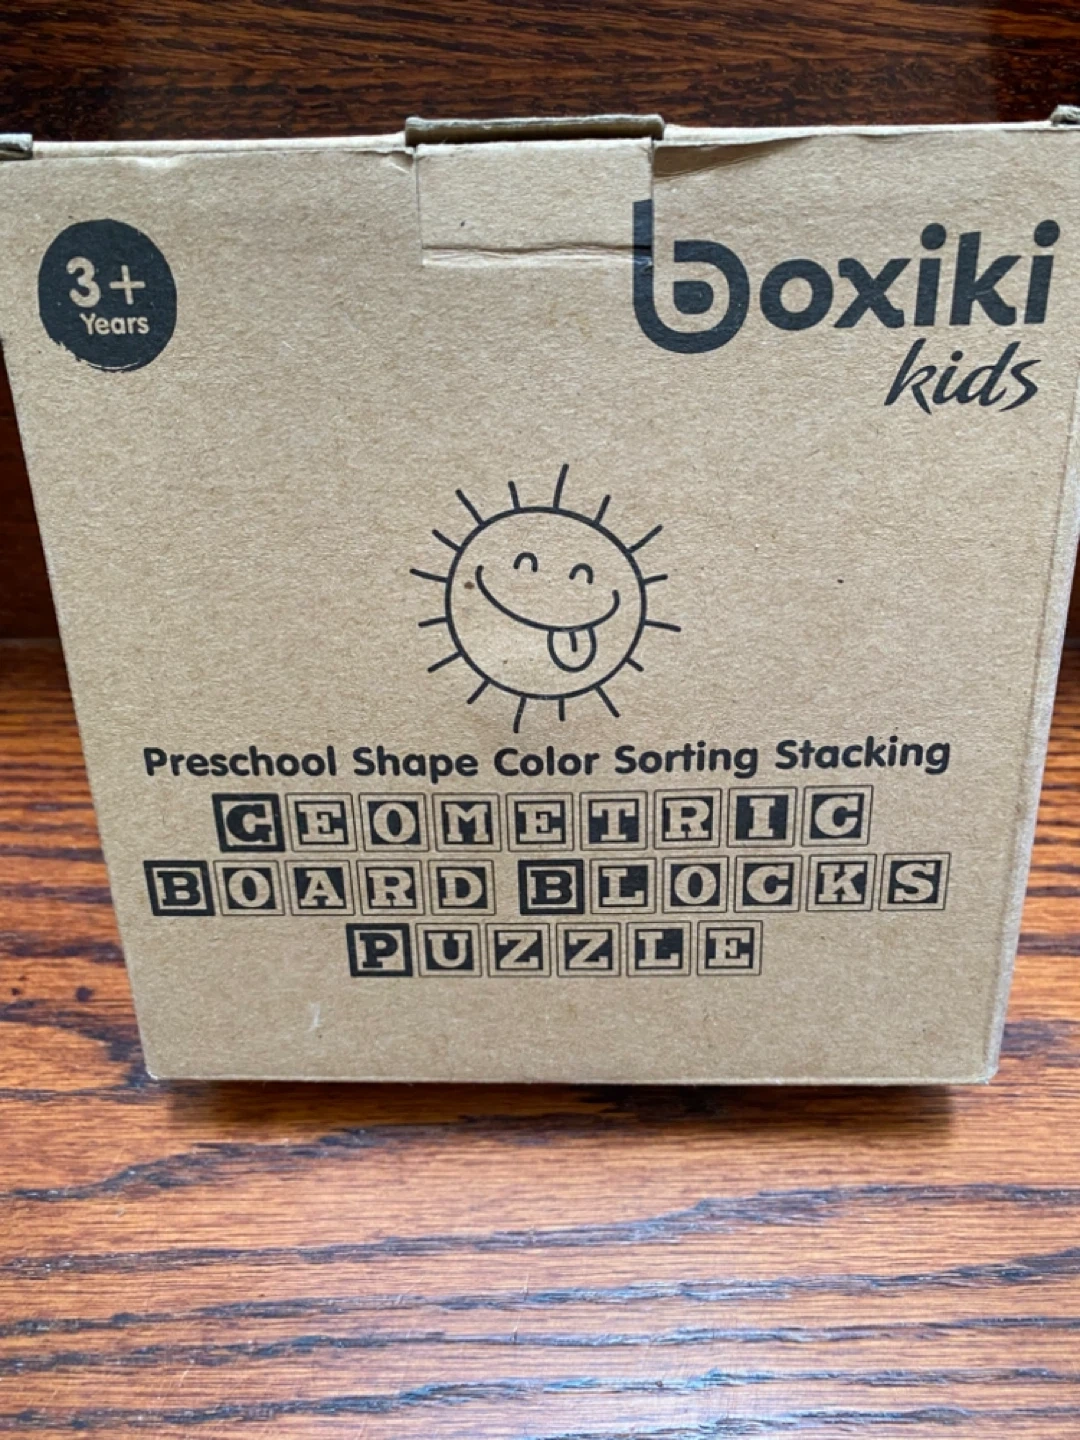 3+
Years
boxiki
kids
Preschool Shape Color Sorting Stacking
GEOMETRIC
BOARD BLOCKS
PUZZLE